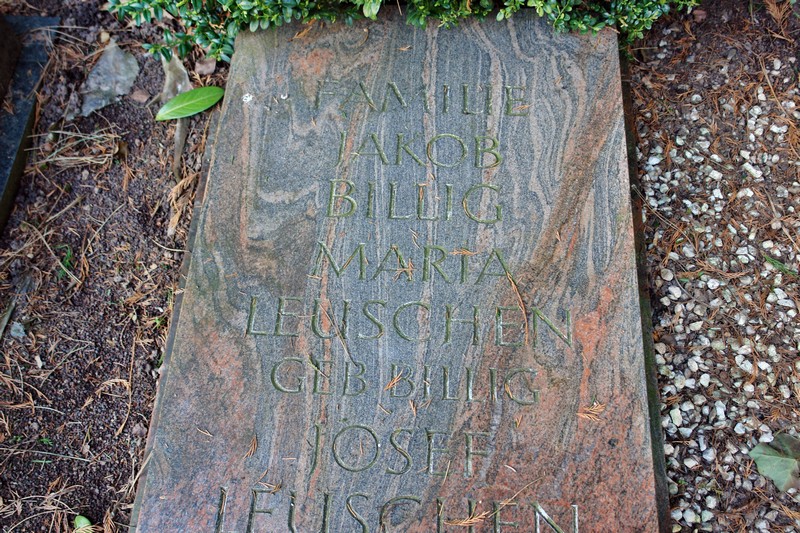 FAMILIE
JAKOB
BILLIG
MARIA
LEUSCHEN
GEB BILLIG
JOSEF
LEUSCHEN